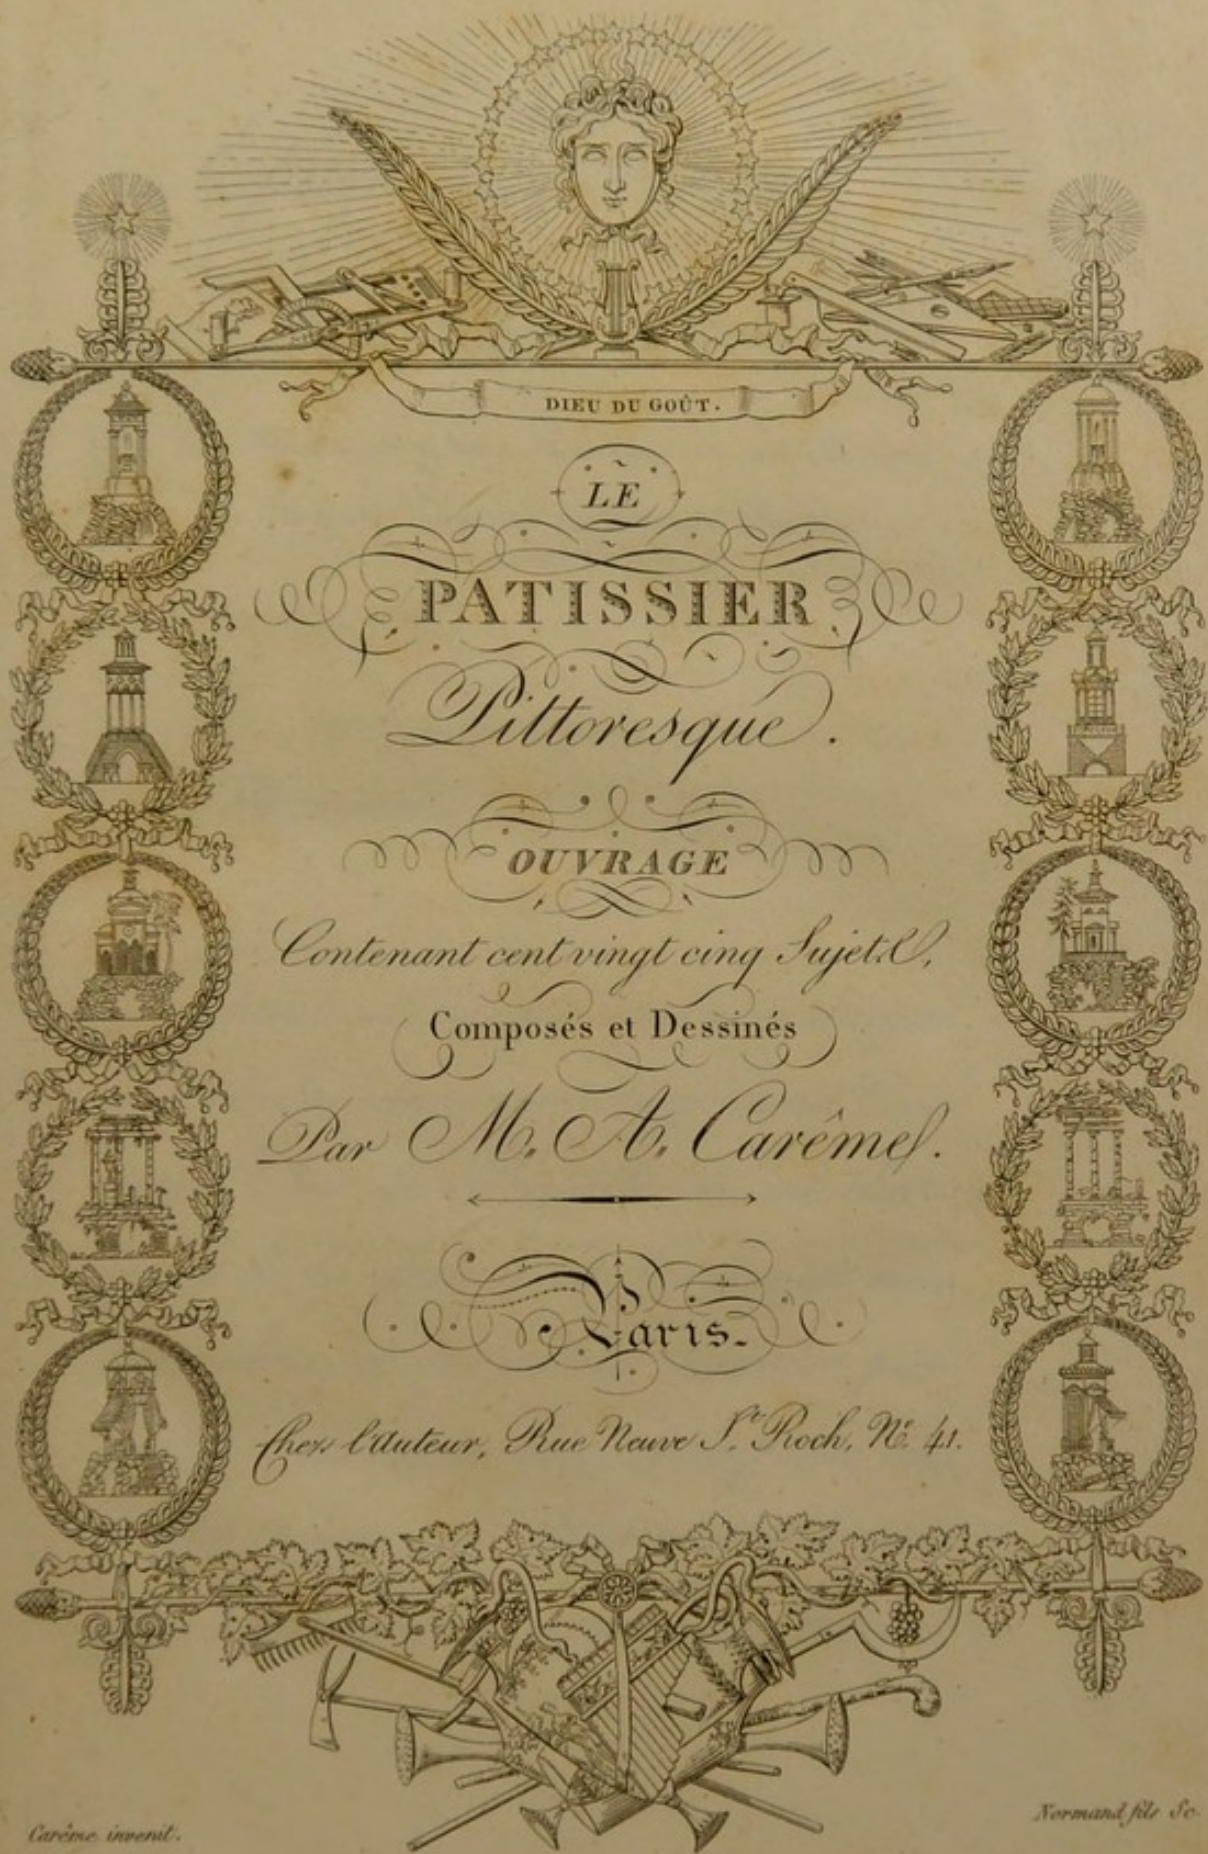 DIEU DU GOÛT.
LE
PATISSIER
Pittoresque.
OUVRAGE
Contenant cent vingt cinq Sujets,
Composés et Dessinés
Par M. A. Carême.
Paris.
Chez l'Auteur, Rue Neuve St. Roch, No. 41.
Carême invenit.
Normand fils Sc.